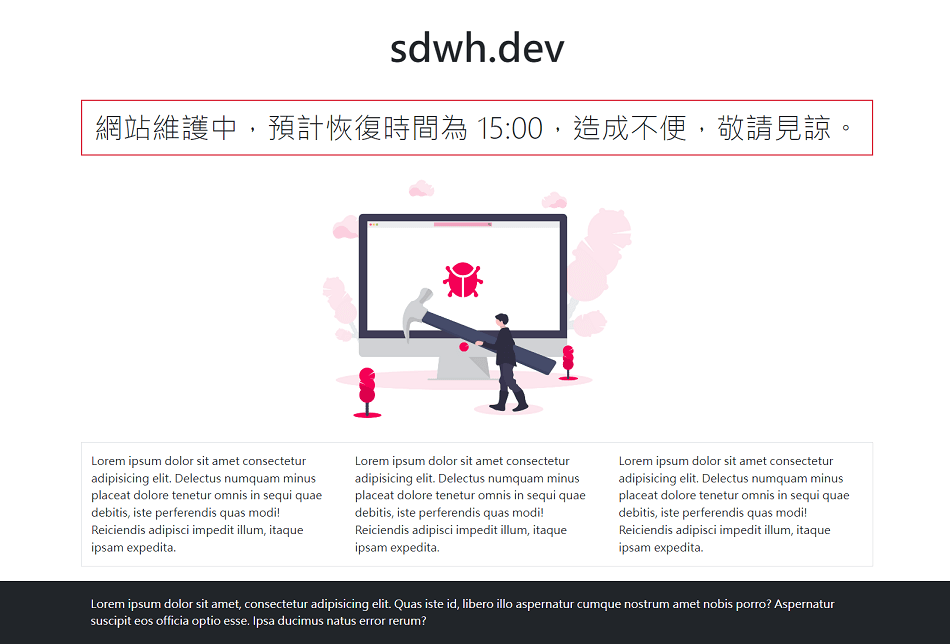 sdwh.dev
網站維護中，預計恢復時間為 15:00，造成不便，敬請見諒。
Lorem ipsum dolor sit amet consectetur
adipisicing elit. Delectus numquam minus
placeat dolore tenetur omnis in sequi quae
debitis, iste perferendis quas modi!
Reiciendis adipisci impedit illum, itaque
ipsam expedita.
Lorem ipsum dolor sit amet consectetur
adipisicing elit. Delectus numquam minus
placeat dolore tenetur omnis in sequi quae
debitis, iste perferendis quas modi!
Reiciendis adipisci impedit illum, itaque
ipsam expedita.
Lorem ipsum dolor sit amet consectetur
adipisicing elit. Delectus numquam minus
placeat dolore tenetur omnis in sequi quae
debitis, iste perferendis quas modi!
Reiciendis adipisci impedit illum, itaque
ipsam expedita.
Lorem ipsum dolor sit amet, consectetur adipisicing elit. Quas iste id, libero illo aspernatur cumque nostrum amet nobis porro? Aspernatur
suscipit eos officia optio esse. Ipsa ducimus natus error rerum?